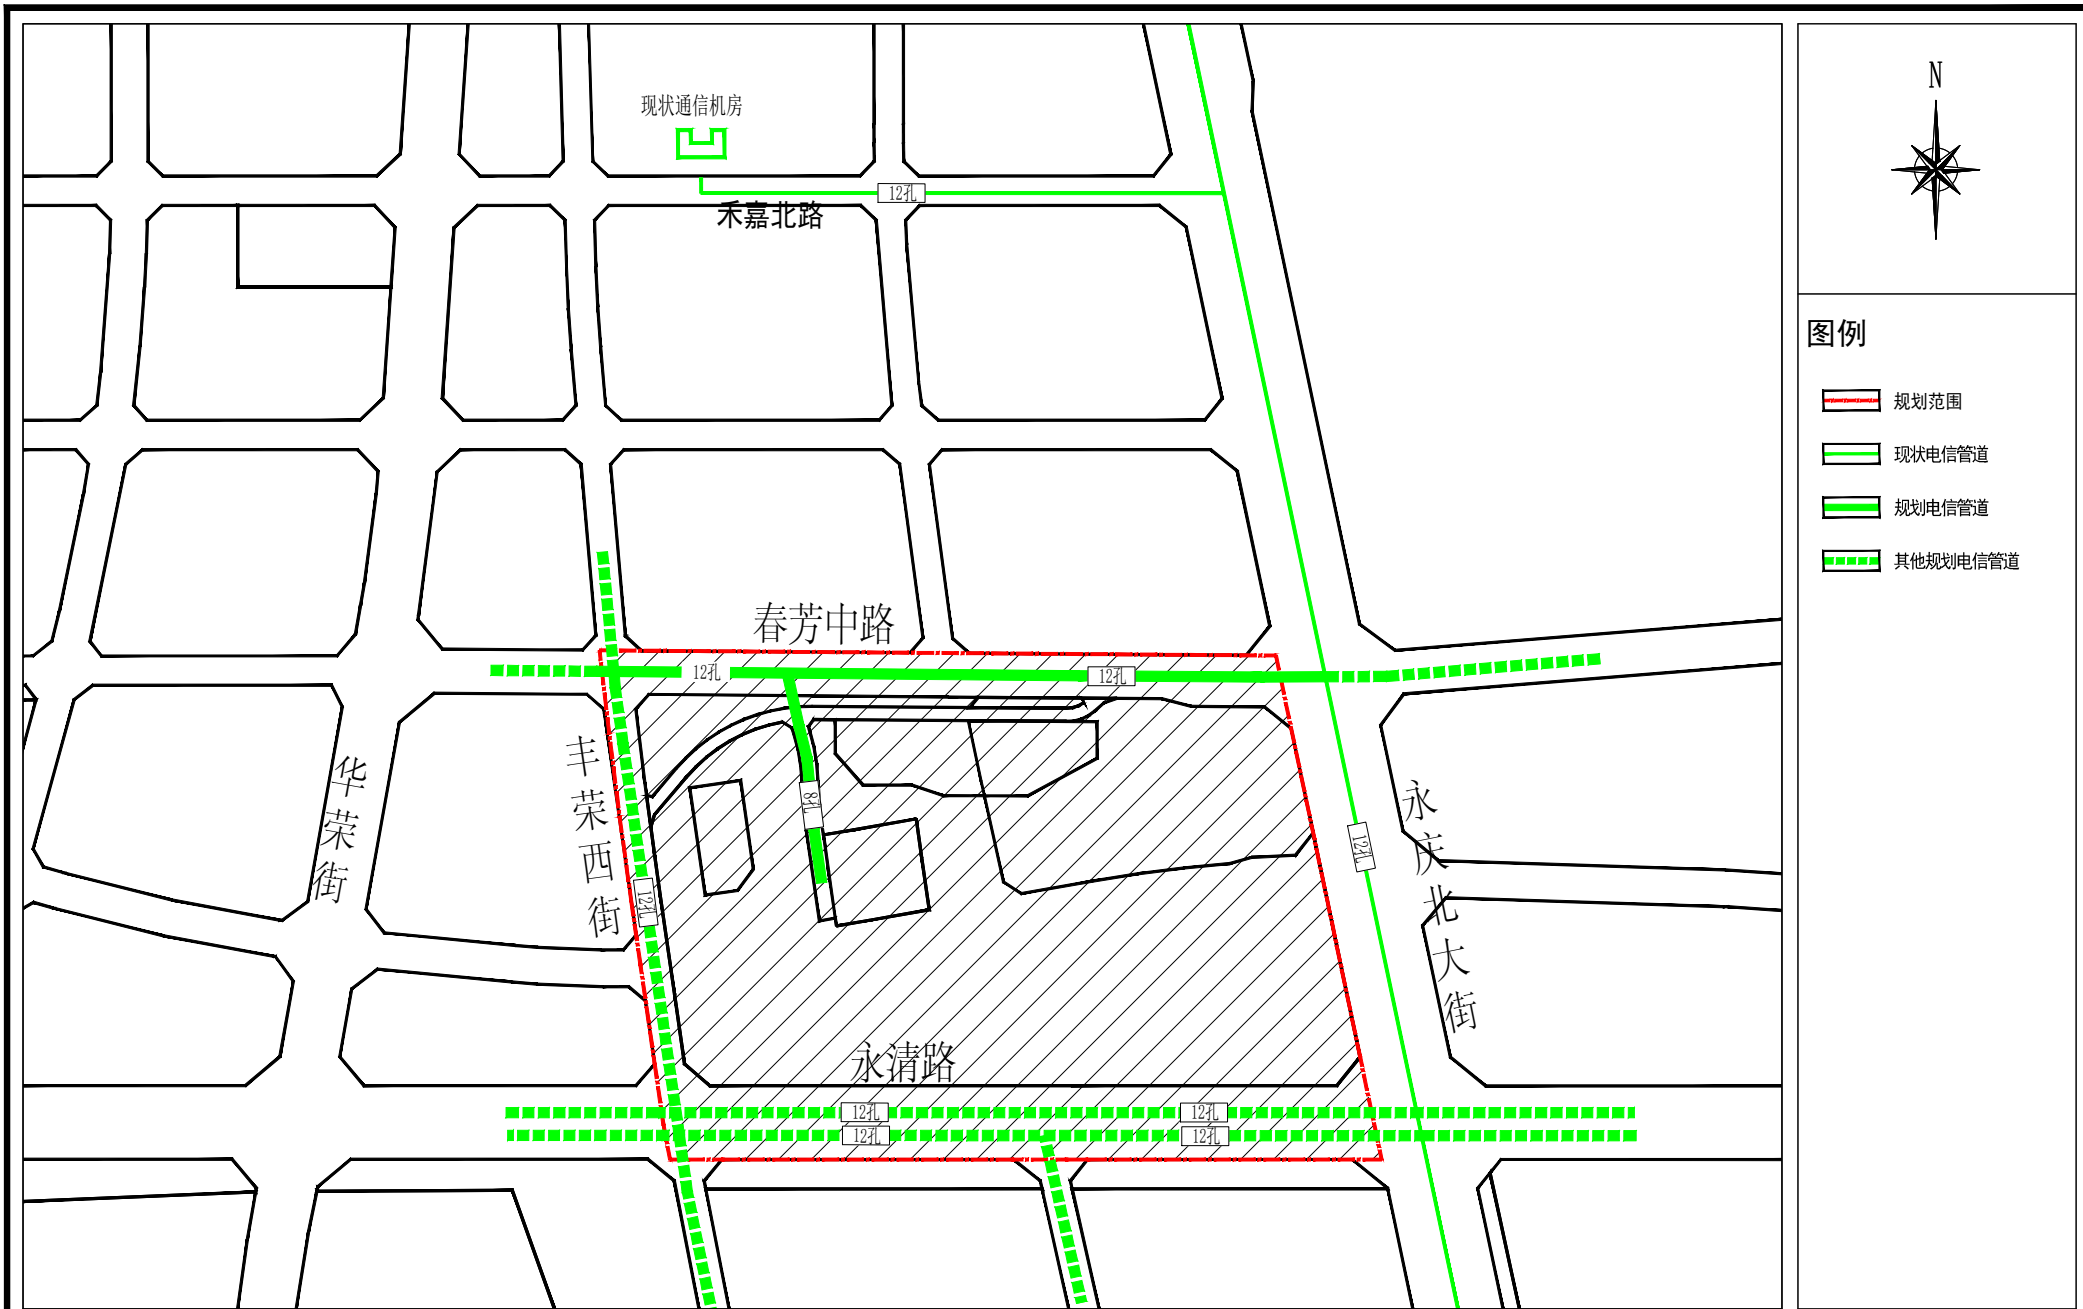 N
现状通信机房
12孔
禾嘉北路
图例
规划范围
现状电信管道
规划电信管道
其他规划电信管道
春芳中路
12孔
12孔
丰荣西街
华荣街
8孔
12孔
永庆北大街
12孔
永清路
12孔
12孔
12孔
12孔